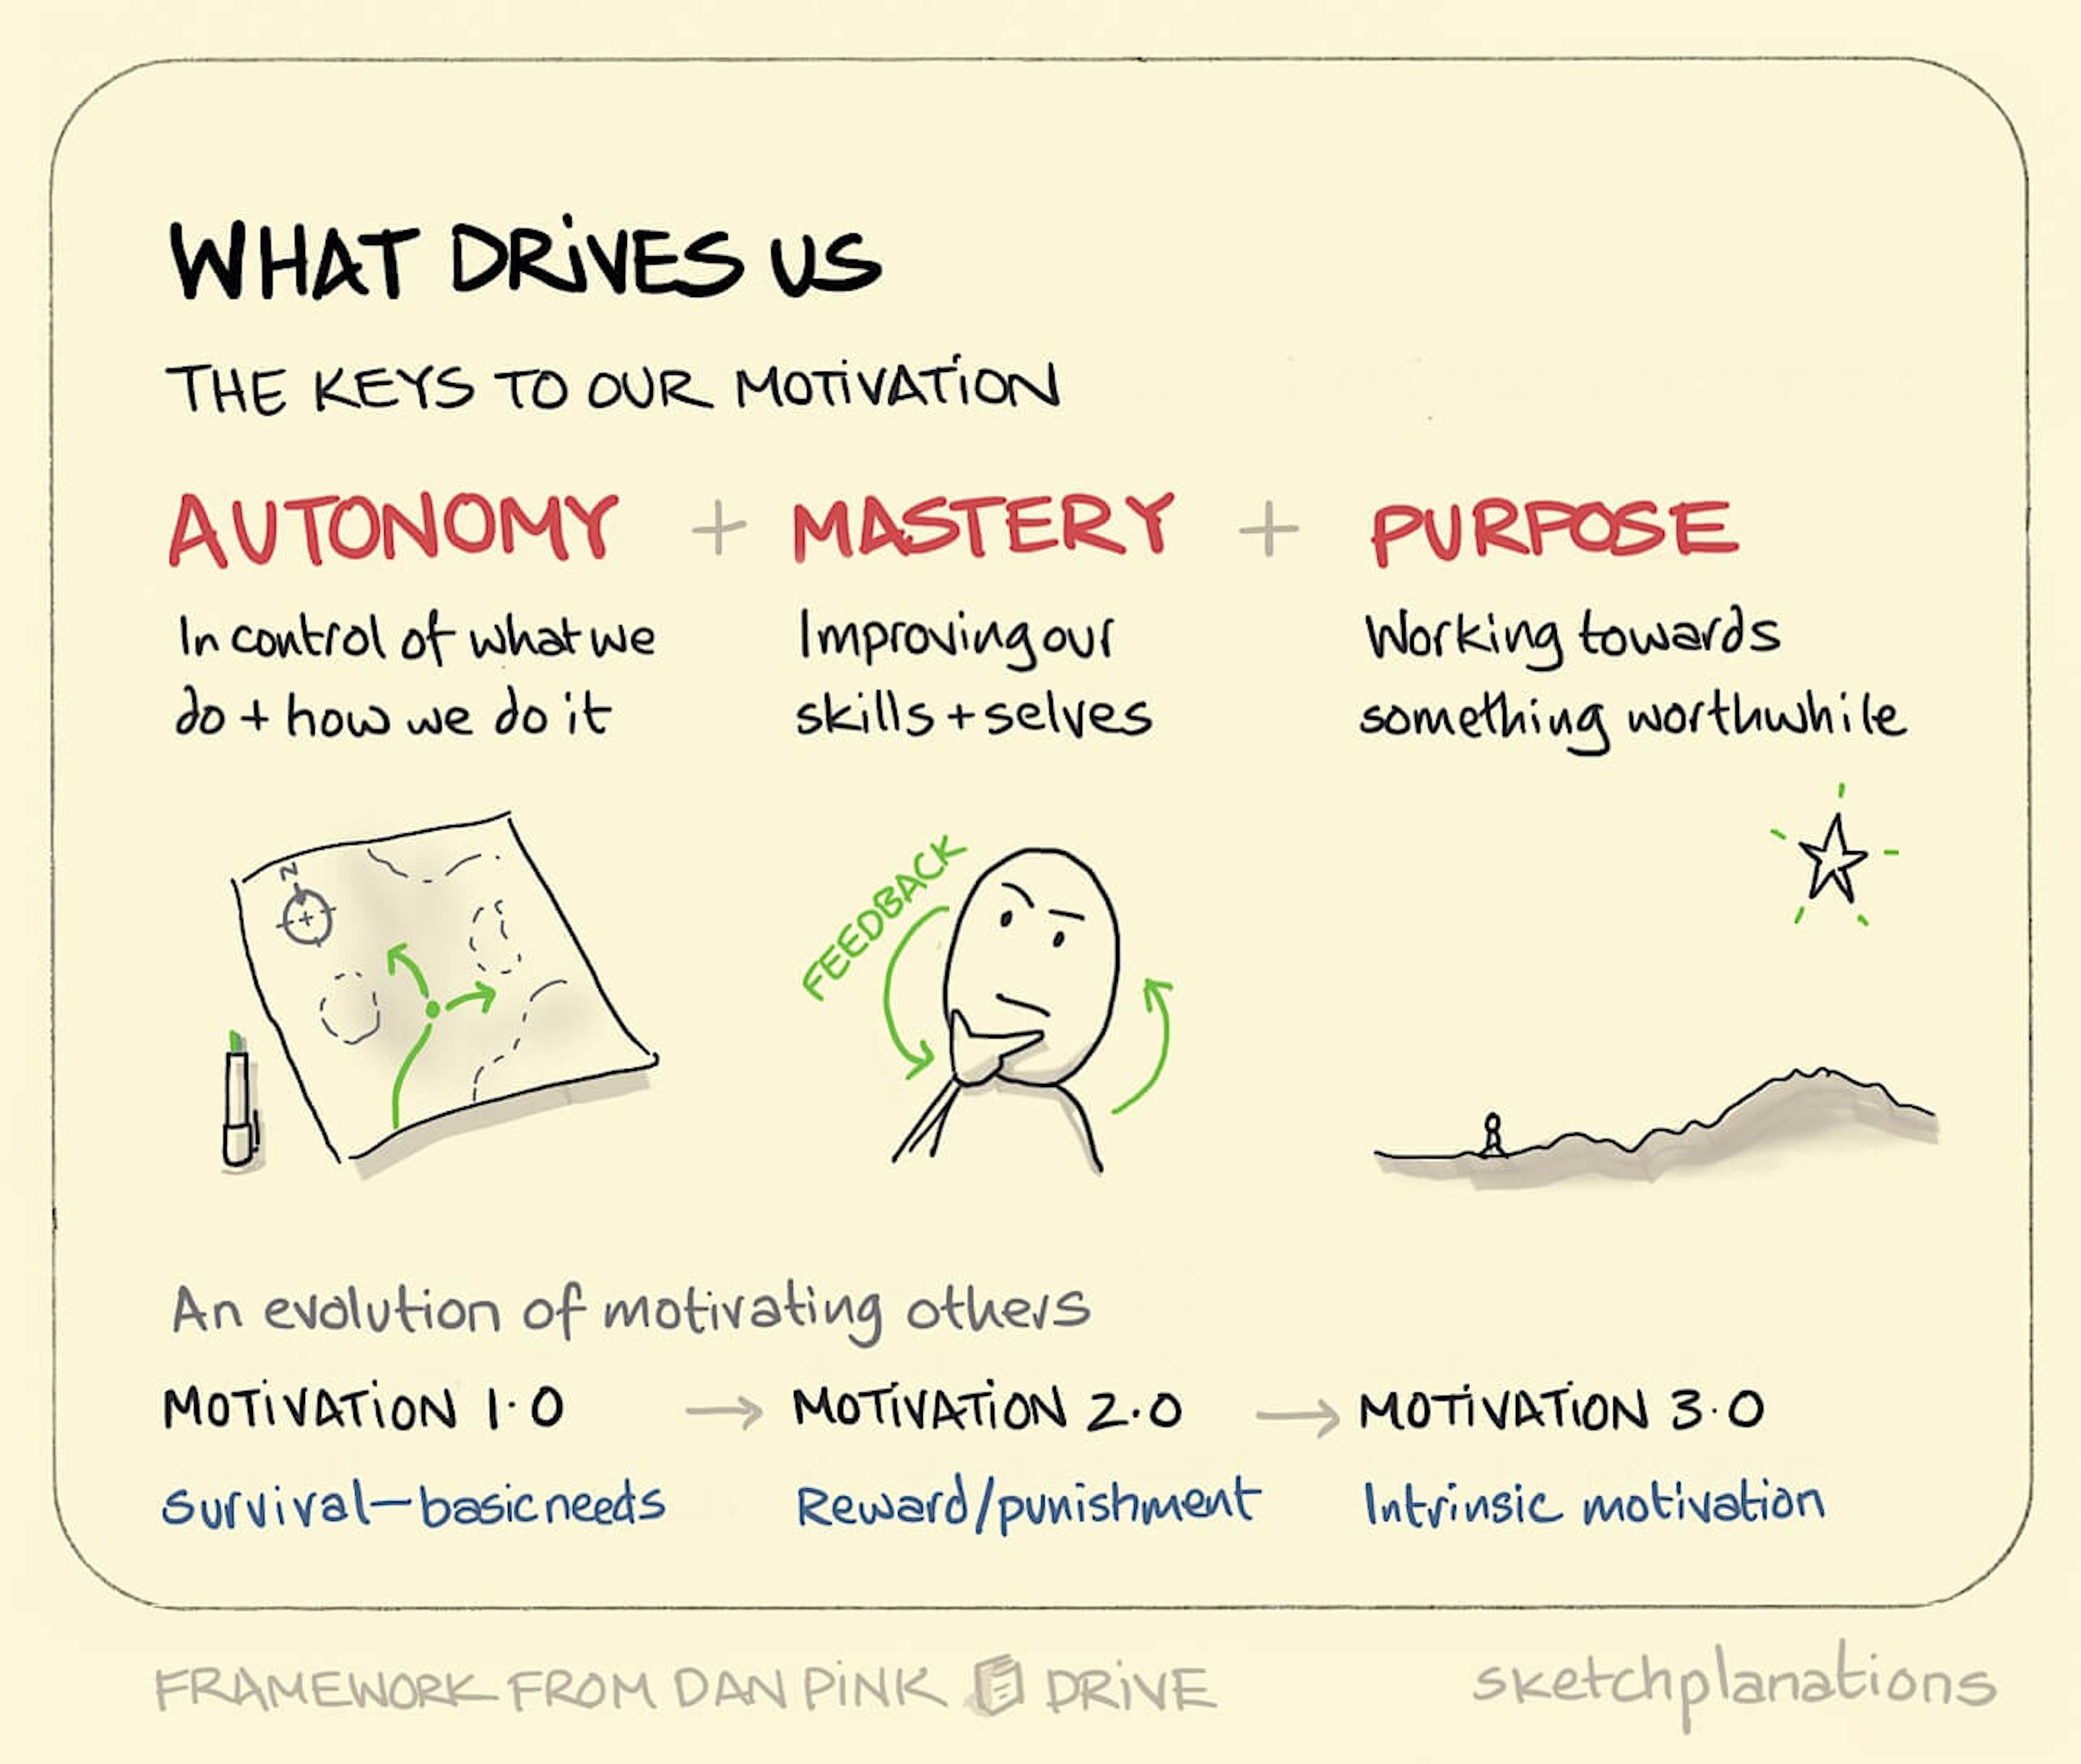 WHAT DRiVES US
THE KEYS TO OUR MOTiVATiON
AUTONOMY + MASTERY + PURPOSE
In control of what we
do + how we do it
Improving our
skills + selves
Working towards
something worthwhile
N
FEEDBACK
An evolution of motivating others
MOTiVATiON 1·0 → MOTiVATiON 2·0 → MOTiVATiON 3·0
Survival – basic needs
Reward/punishment
Intrinsic motivation
FRAMEWORK FROM DAN PiNK DRiVE
sketchplanations